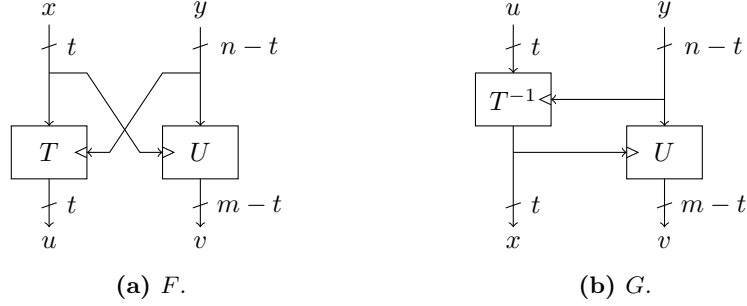 x y u y
t n − t t n − t
T⁻¹
T U U
t m − t t m − t
u v x v
(a) F. (b) G.